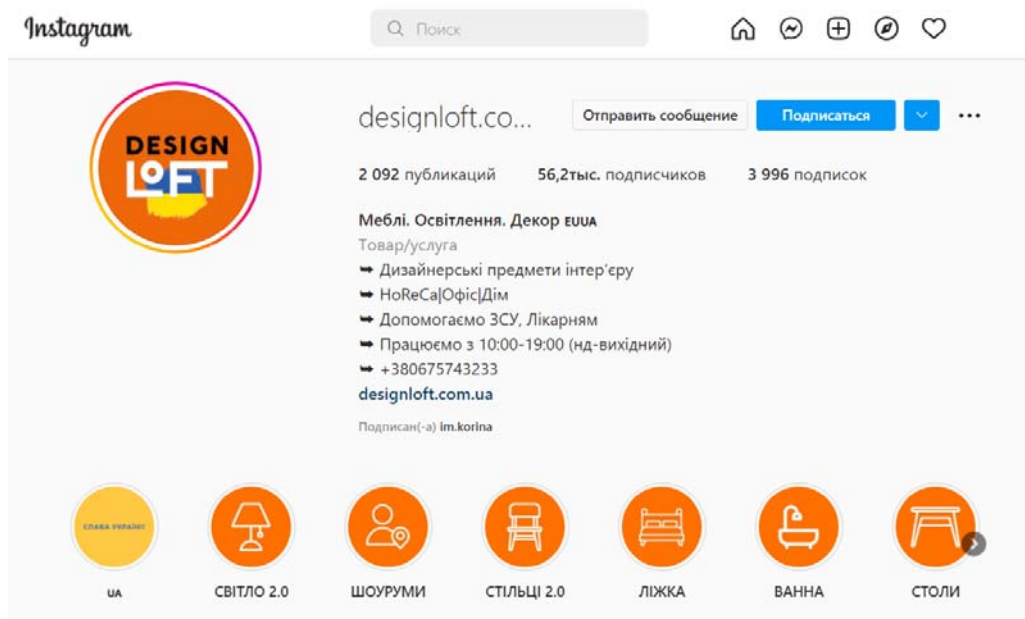 Instagram
Поиск
DESIGN
LOFT
designloft.co...
Отправить сообщение
Подписаться
2 092 публикаций 56,2тыс. подписчиков 3 996 подписок
Меблі. Освітлення. Декор EUUA
Товар/услуга
➥ Дизайнерські предмети інтер'єру
➥ HoReCa|Офіс|Дім
➥ Допомогаємо ЗСУ, Лікарням
➥ Працюємо з 10:00-19:00 (нд-вихідний)
➥ +380675743233
designloft.com.ua
Подписан(-а) im.korina
СЛАВА УКРАЇНІ
UA
СВІТЛО 2.0
ШОУРУМИ
СТІЛЬЦІ 2.0
ЛІЖКА
ВАННА
СТОЛИ